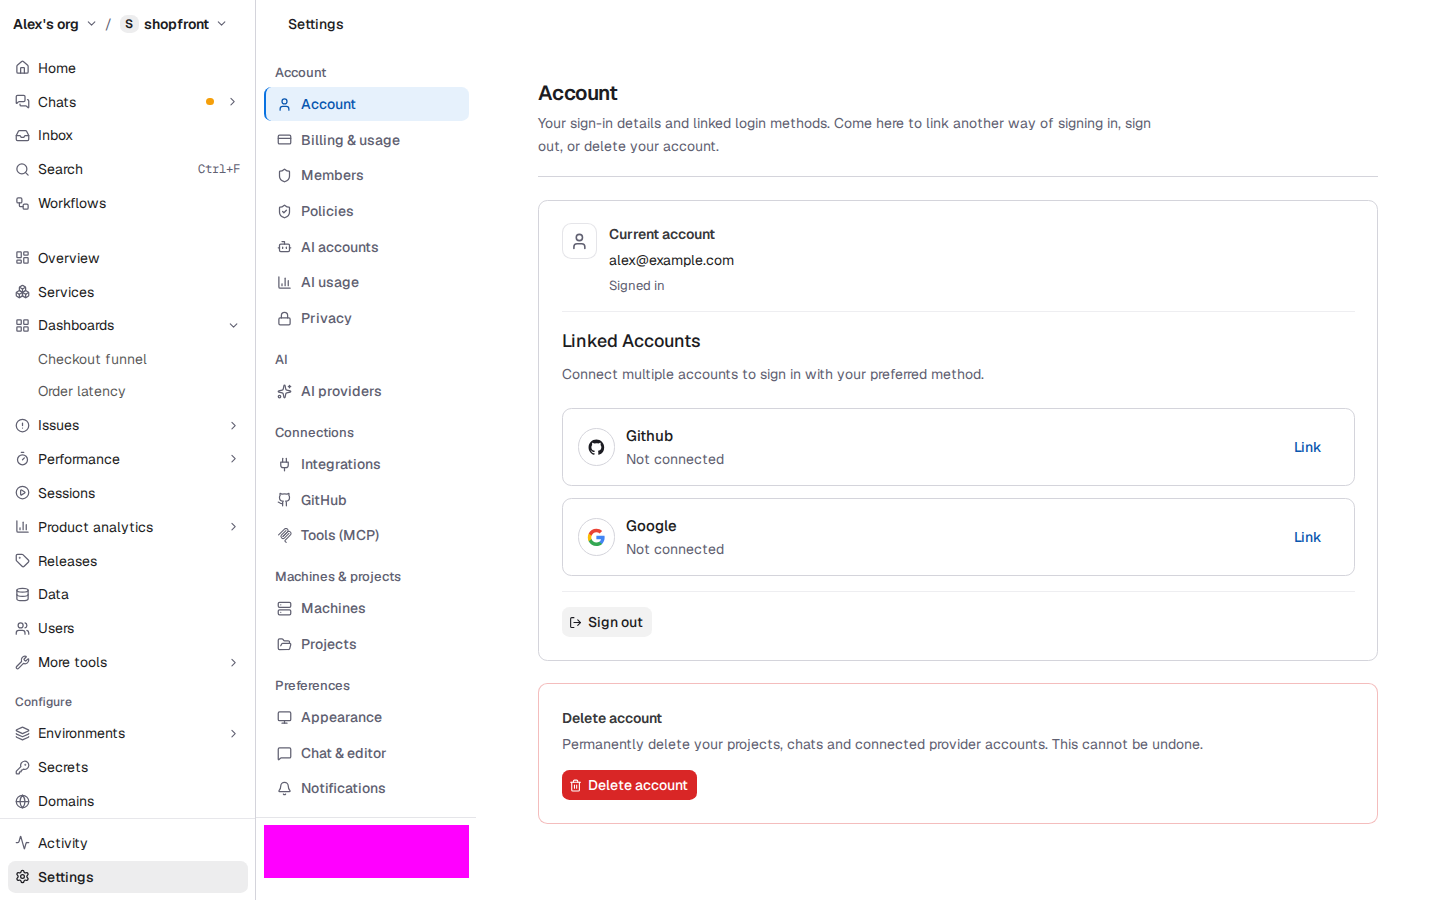 Alex's org / S shopfront
Home
Chats
Inbox
Search Ctrl+F
Workflows
Overview
Services
Dashboards
Checkout funnel
Order latency
Issues
Performance
Sessions
Product analytics
Releases
Data
Users
More tools
Configure
Environments
Secrets
Domains
Activity
Settings
Settings
Account
Account
Billing & usage
Members
Policies
AI accounts
AI usage
Privacy
AI
AI providers
Connections
Integrations
GitHub
Tools (MCP)
Machines & projects
Machines
Projects
Preferences
Appearance
Chat & editor
Notifications
Account
Your sign-in details and linked login methods. Come here to link another way of signing in, sign
out, or delete your account.
Current account
alex@example.com
Signed in
Linked Accounts
Connect multiple accounts to sign in with your preferred method.
Github
Not connected
Link
Google
Not connected
Link
Sign out
Delete account
Permanently delete your projects, chats and connected provider accounts. This cannot be undone.
Delete account